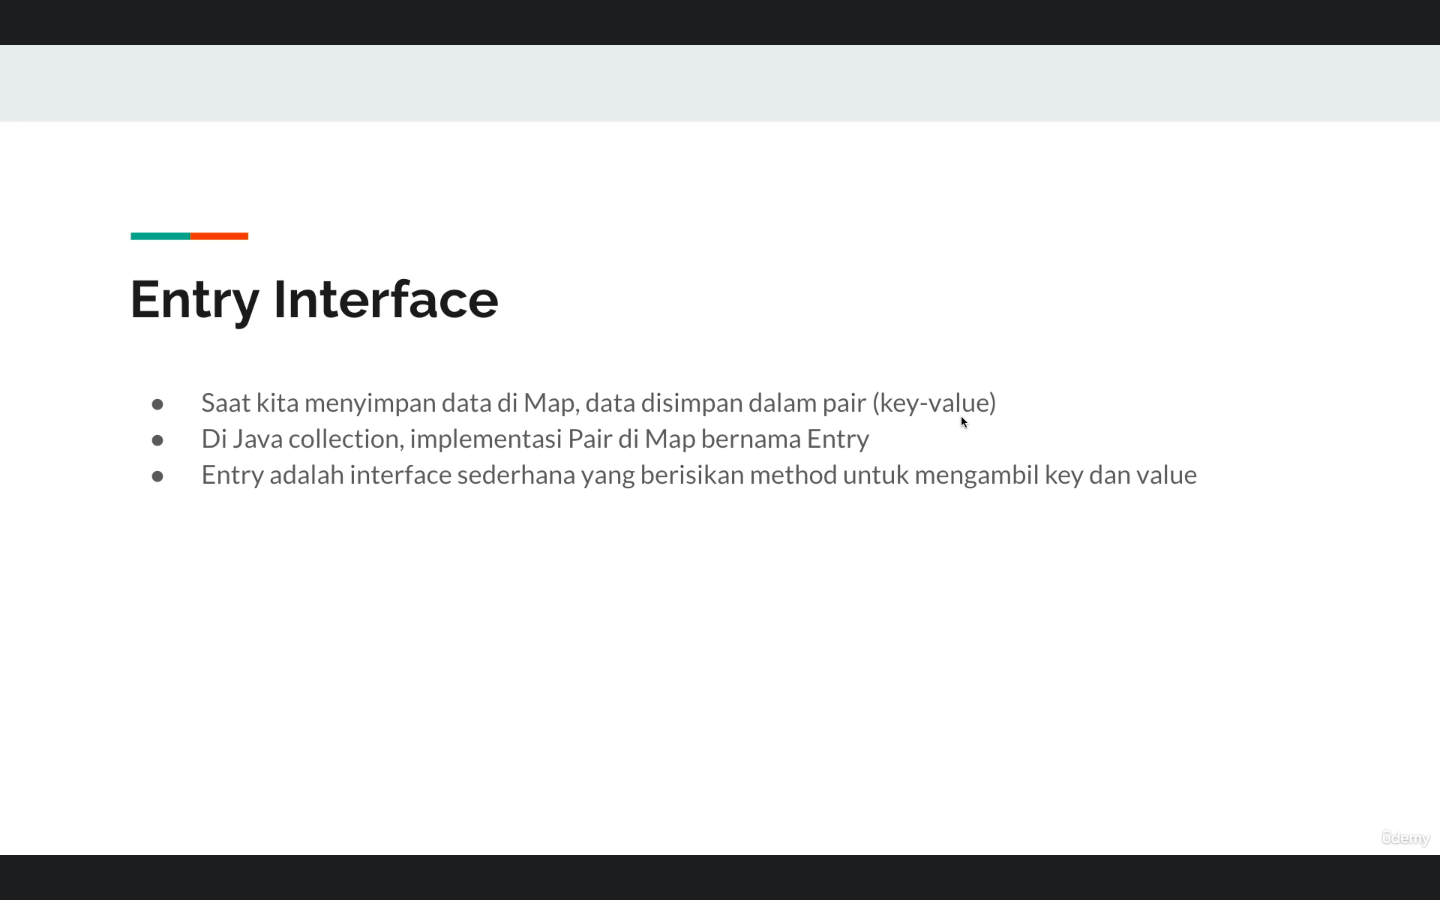 Entry Interface
● Saat kita menyimpan data di Map, data disimpan dalam pair (key-value)
● Di Java collection, implementasi Pair di Map bernama Entry
● Entry adalah interface sederhana yang berisikan method untuk mengambil key dan value
ûdemy